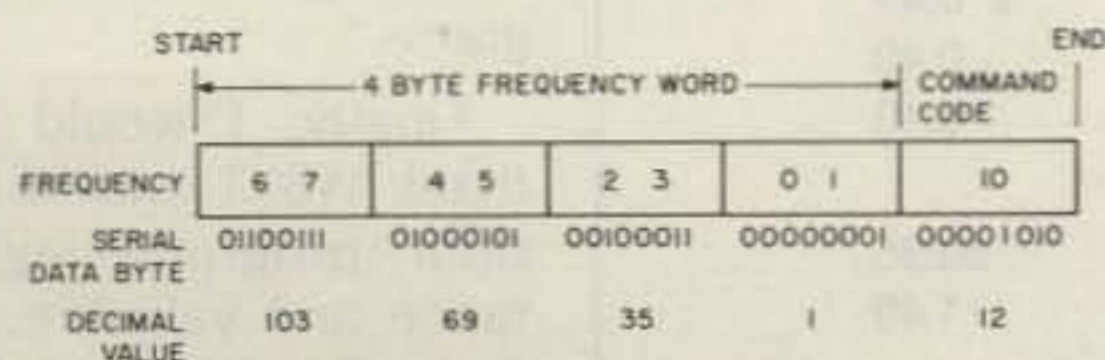 START END
4 BYTE FREQUENCY WORD COMMAND
CODE
FREQUENCY 6 7 4 5 2 3 0 1 10
SERIAL 01100111 01000101 00100011 00000001 00001010
DATA BYTE
DECIMAL 103 69 35 1 12
VALUE